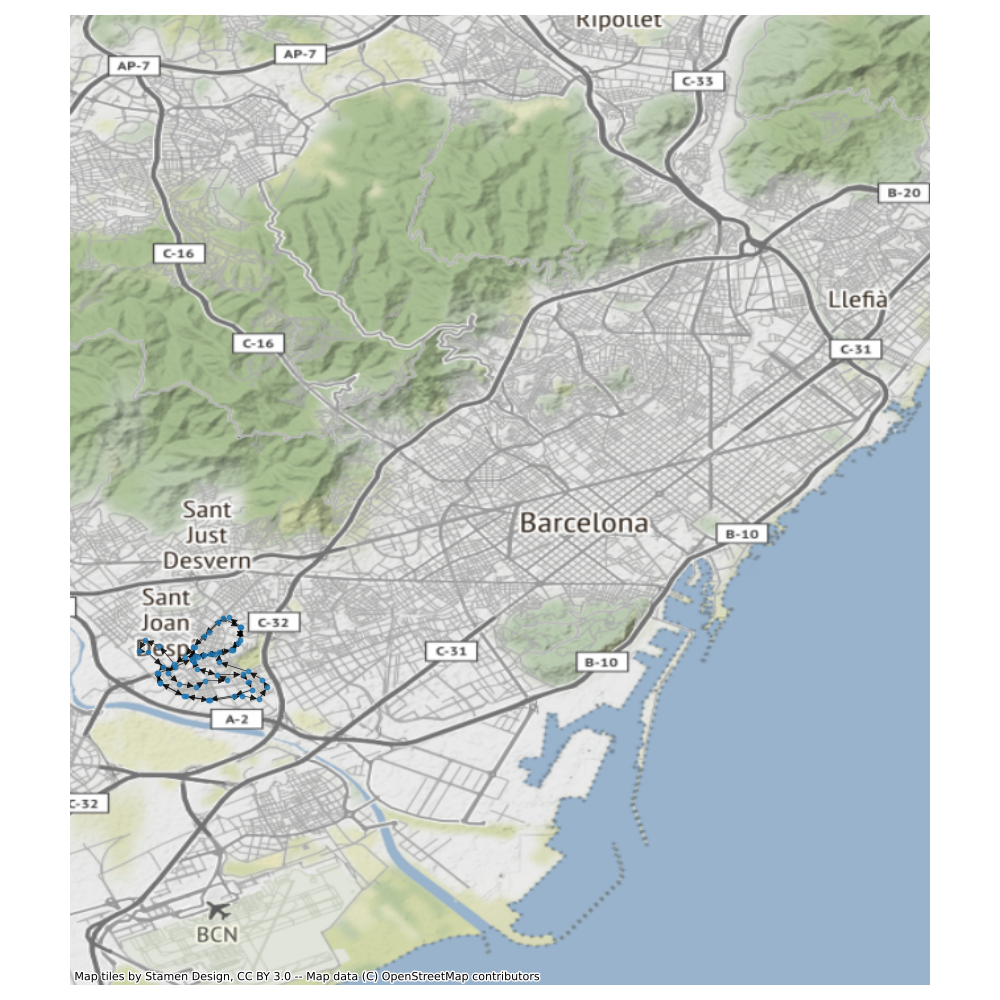 Ripollet
AP-7
AP-7
C-33
B-20
C-16
Llefià
C-16
C-31
Sant
Just
Desvern
Barcelona
B-10
Sant
Joan
Despí
C-32
C-31
B-10
A-2
C-32
BCN
Map tiles by Stamen Design, CC BY 3.0 -- Map data (C) OpenStreetMap contributors